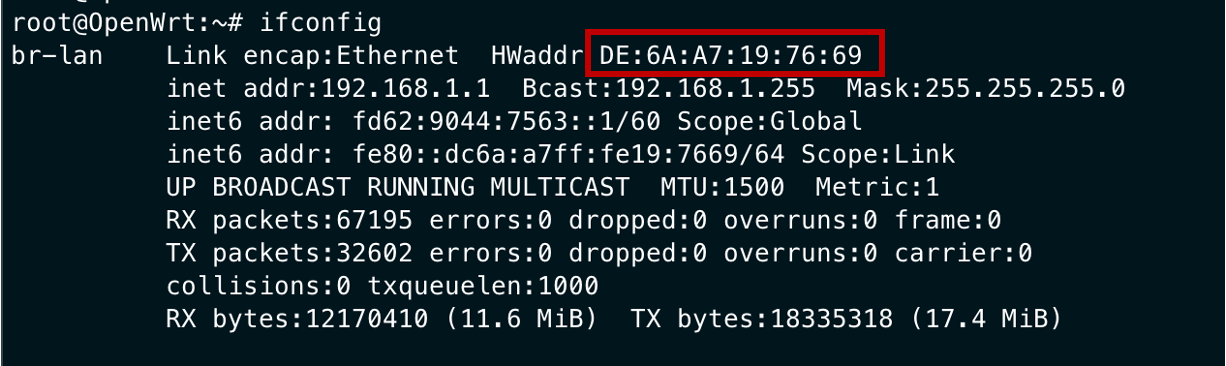 root@OpenWrt:~# ifconfig
br-lan    Link encap:Ethernet  HWaddr DE:6A:A7:19:76:69
          inet addr:192.168.1.1  Bcast:192.168.1.255  Mask:255.255.255.0
          inet6 addr: fd62:9044:7563::1/60 Scope:Global
          inet6 addr: fe80::dc6a:a7ff:fe19:7669/64 Scope:Link
          UP BROADCAST RUNNING MULTICAST  MTU:1500  Metric:1
          RX packets:67195 errors:0 dropped:0 overruns:0 frame:0
          TX packets:32602 errors:0 dropped:0 overruns:0 carrier:0
          collisions:0 txqueuelen:1000
          RX bytes:12170410 (11.6 MiB)  TX bytes:18335318 (17.4 MiB)